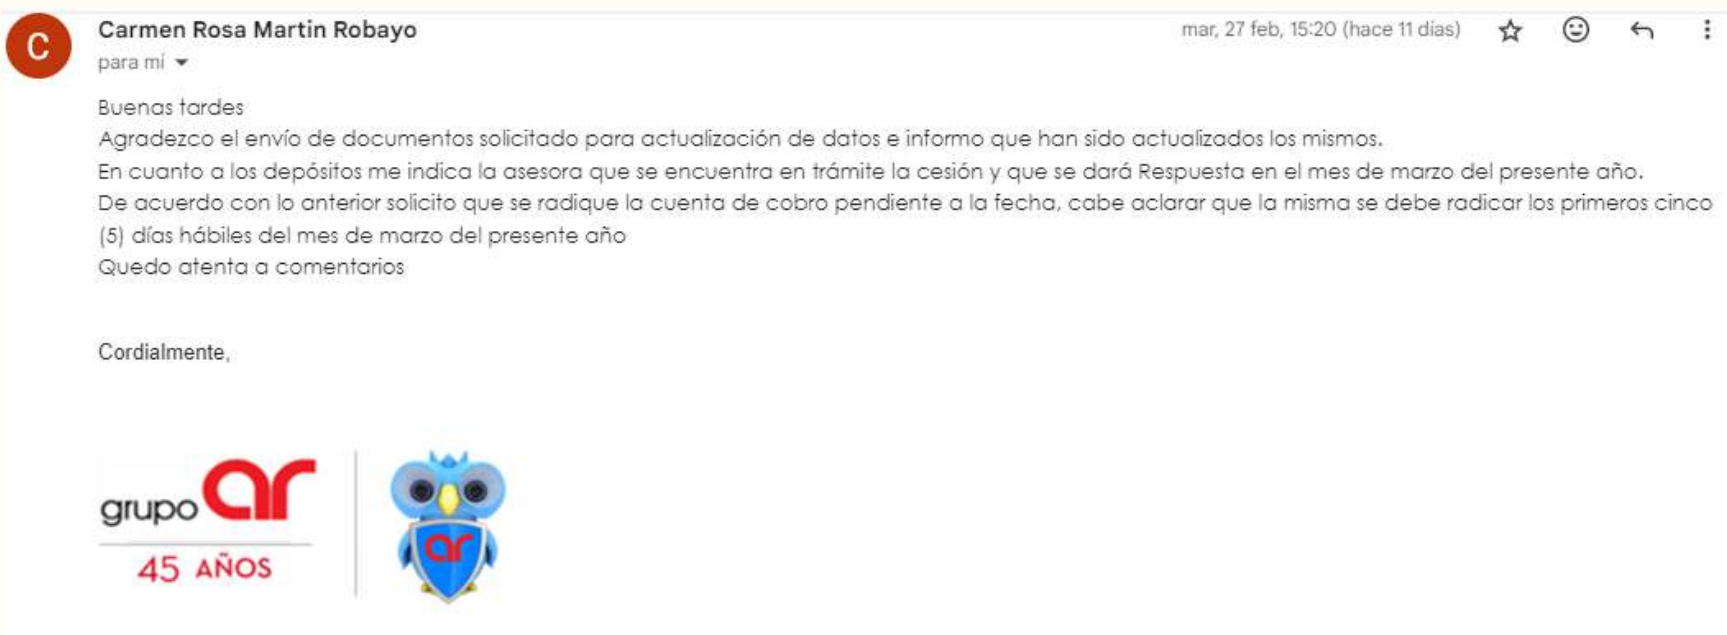 C
Carmen Rosa Martin Robayo
mar, 27 feb, 15:20 (hace 11 días)
para mí
Buenas tardes
Agradezco el envío de documentos solicitado para actualización de datos e informo que han sido actualizados los mismos.
En cuanto a los depósitos me indica la asesora que se encuentra en trámite la cesión y que se dará Respuesta en el mes de marzo del presente año.
De acuerdo con lo anterior solicito que se radique la cuenta de cobro pendiente a la fecha, cabe aclarar que la misma se debe radicar los primeros cinco
(5) días hábiles del mes de marzo del presente año
Quedo atenta a comentarios
Cordialmente,
grupo ar
45 AÑOS
ar